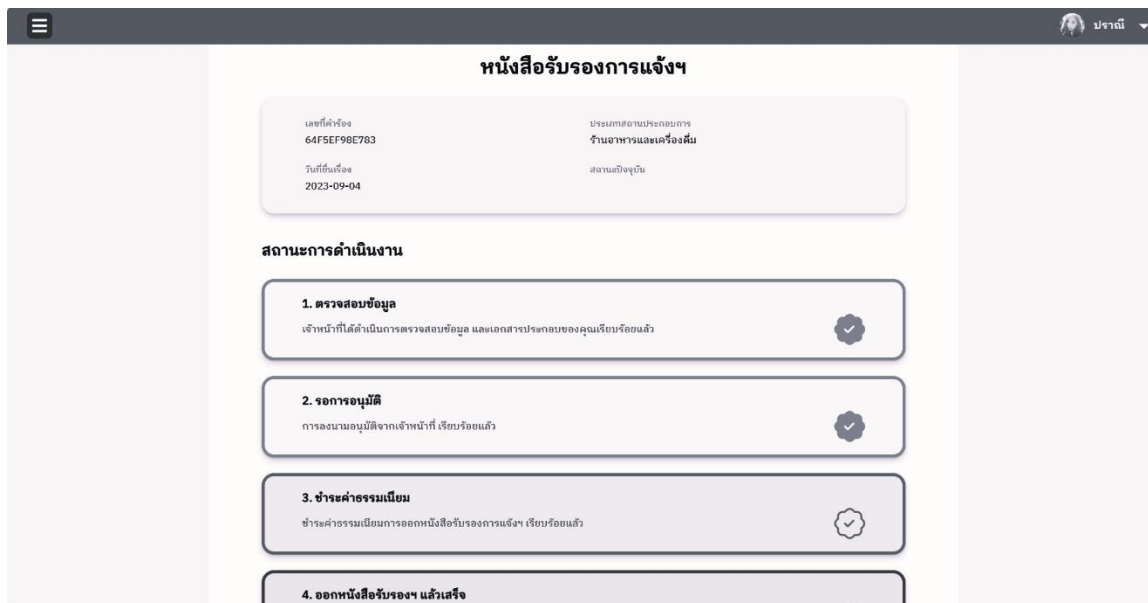 ปราณี
หนังสือรับรองการแจ้งฯ
เลขที่คำร้อง
64F5EF98E783
ประเภทสถานประกอบการ
ร้านอาหารและเครื่องดื่ม
วันที่ยื่นเรื่อง
2023-09-04
สถานะปัจจุบัน
สถานะการดำเนินงาน
1. ตรวจสอบข้อมูล
เจ้าหน้าที่ได้ดำเนินการตรวจสอบข้อมูล และเอกสารประกอบของคุณเรียบร้อยแล้ว
2. รอการอนุมัติ
การลงนามอนุมัติจากเจ้าหน้าที่ เรียบร้อยแล้ว
3. ชำระค่าธรรมเนียม
ชำระค่าธรรมเนียมการออกหนังสือรับรองการแจ้งฯ เรียบร้อยแล้ว
4. ออกหนังสือรับรองฯ แล้วเสร็จ